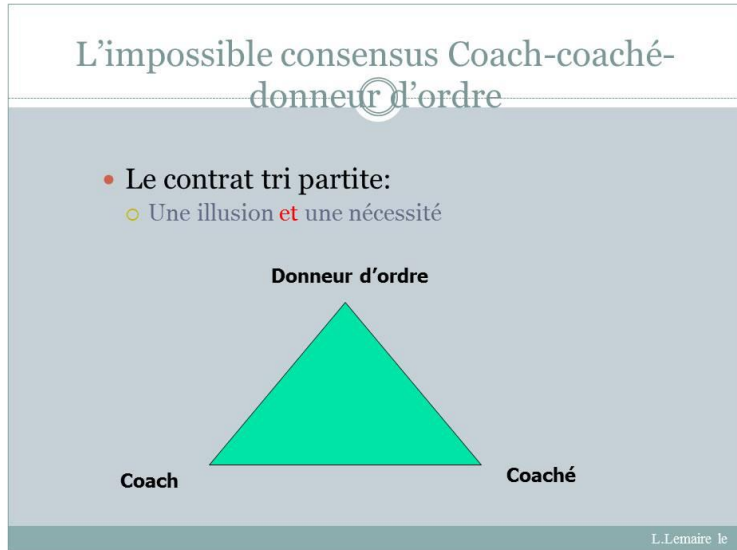 L'impossible consensus Coach-coaché-
donneur d'ordre
Le contrat tri partite:
Une illusion et une nécessité
Donneur d'ordre
Coach
Coaché
L.Lemaire le